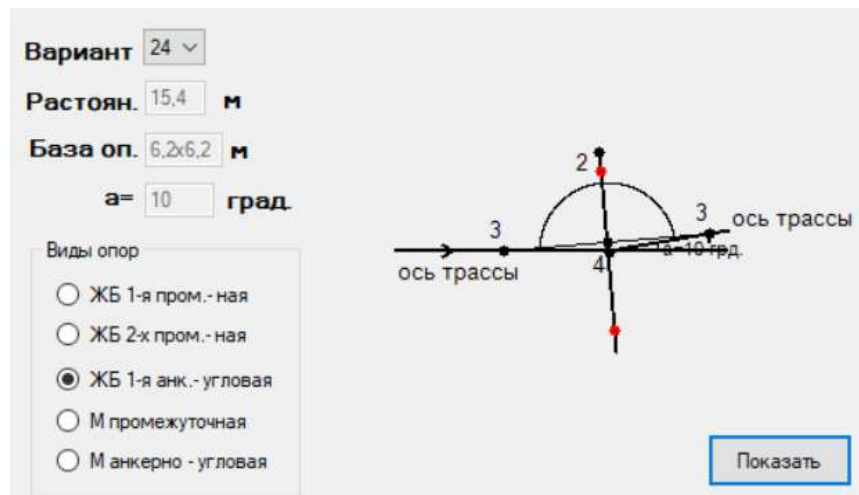 Вариант 24
Растоян. 15,4 м
База оп. 6,2х6,2 м
а= 10 град.
Виды опор
ЖБ 1-я пром.- ная
ЖБ 2-х пром.- ная
ЖБ 1-я анк.- угловая
М промежуточная
М анкерно - угловая
2
3
3
ось трассы
ось трассы
4
а 10 грд.
Показать